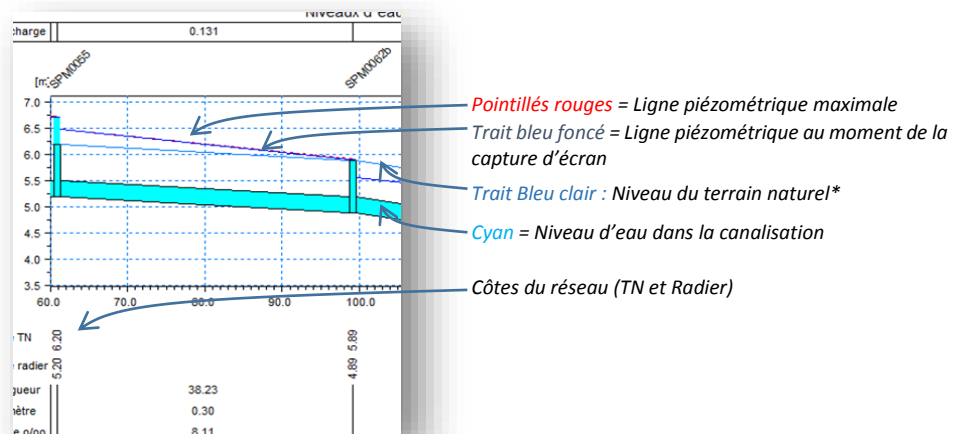 Niveaux d'eau
charge 0.131
SPM0055 SPM0062b
[m]
7.0
6.5
6.0
5.5
5.0
4.5
4.0
3.5
60.0 70.0 80.0 90.0 100.0
TN 6.20 5.89
radier 5.20 4.89
gueur 38.23
mètre 0.30
e o/oo 8.11
Pointillés rouges = Ligne piézométrique maximale
Trait bleu foncé = Ligne piézométrique au moment de la
capture d'écran
Trait Bleu clair : Niveau du terrain naturel*
Cyan = Niveau d'eau dans la canalisation
Côtes du réseau (TN et Radier)